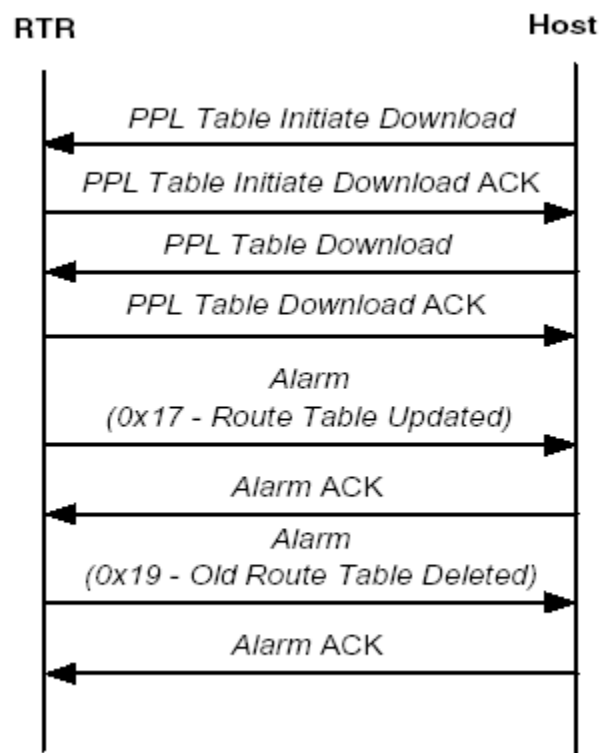 RTR
Host
PPL Table Initiate Download
PPL Table Initiate Download ACK
PPL Table Download
PPL Table Download ACK
Alarm
(0x17 - Route Table Updated)
Alarm ACK
Alarm
(0x19 - Old Route Table Deleted)
Alarm ACK